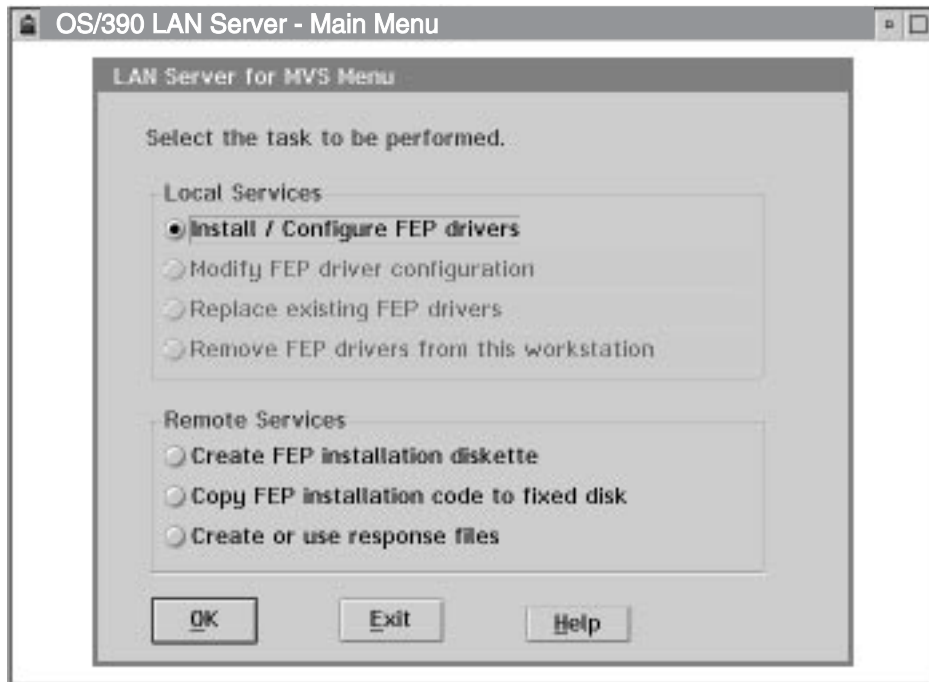 OS/390 LAN Server - Main Menu
LAN Server for MVS Menu
Select the task to be performed.
Local Services
Install / Configure FEP drivers
Modify FEP driver configuration
Replace existing FEP drivers
Remove FEP drivers from this workstation
Remote Services
Create FEP installation diskette
Copy FEP installation code to fixed disk
Create or use response files
OK Exit Help